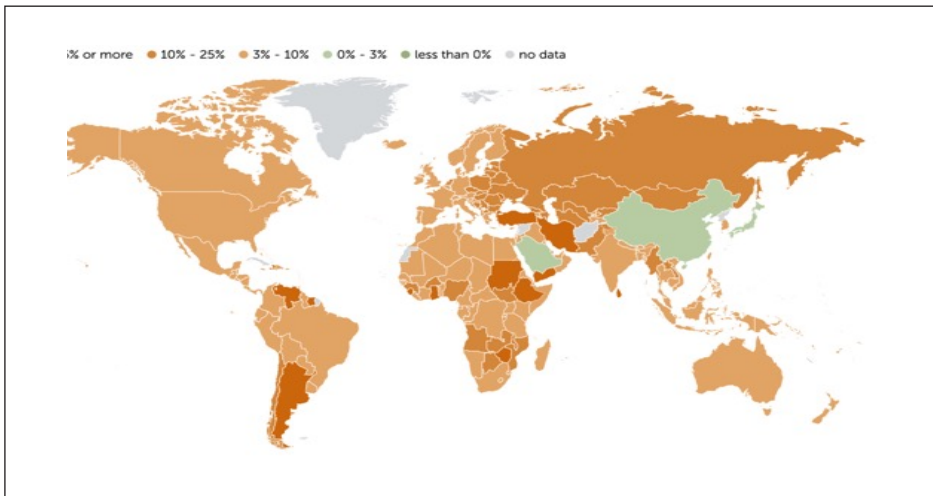 % or more 10% - 25% 3% - 10% 0% - 3% less than 0% no data